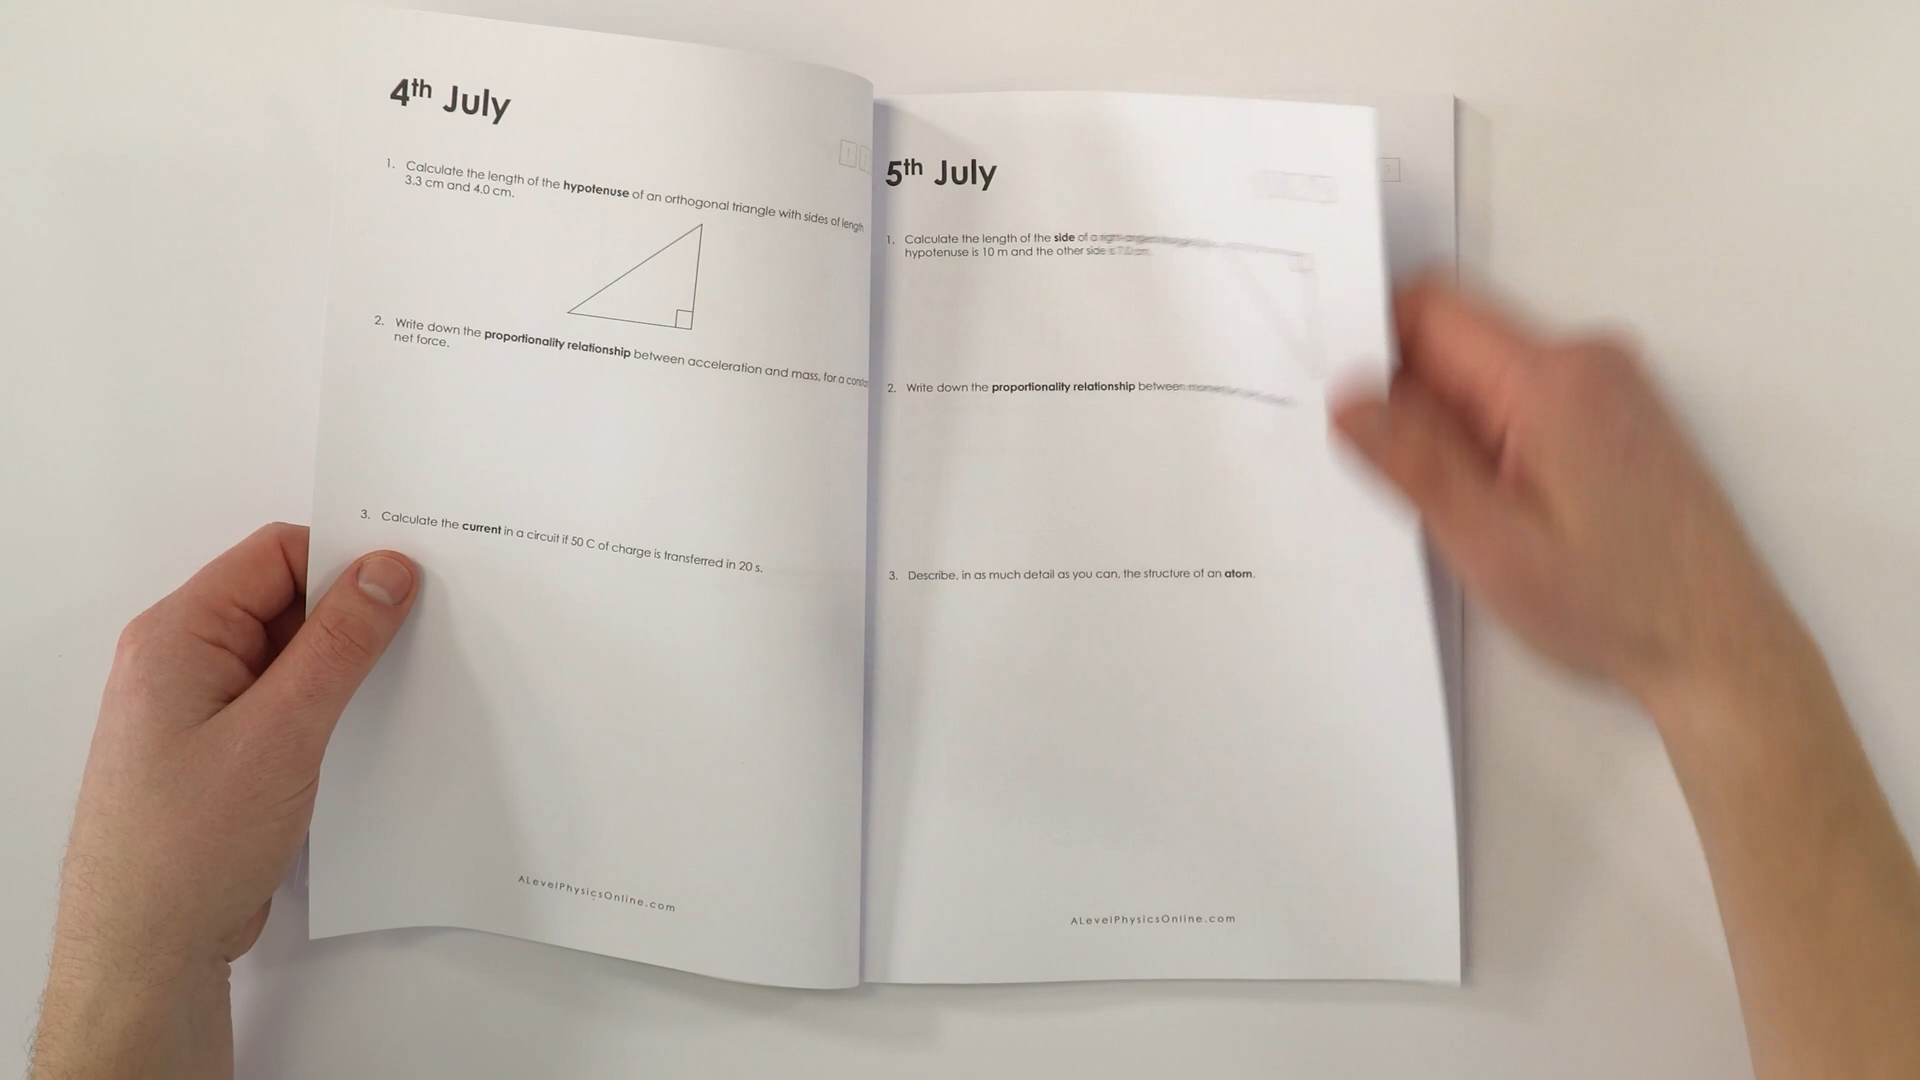 4th July
1. Calculate the length of the hypotenuse of an orthogonal triangle with sides of length
3.3 cm and 4.0 cm.
2. Write down the proportionality relationship between acceleration and mass, for a
net force.
3. Calculate the current in a circuit if 50 C of charge is transferred in 20 s.
ALevelPhysicsOnline.com
5th July
1. Calculate the length of the side of a
hypotenuse is 10 m and the other side
2. Write down the proportionality relationship between
3. Describe, in as much detail as you can, the structure of an atom.
ALevelPhysicsOnline.com